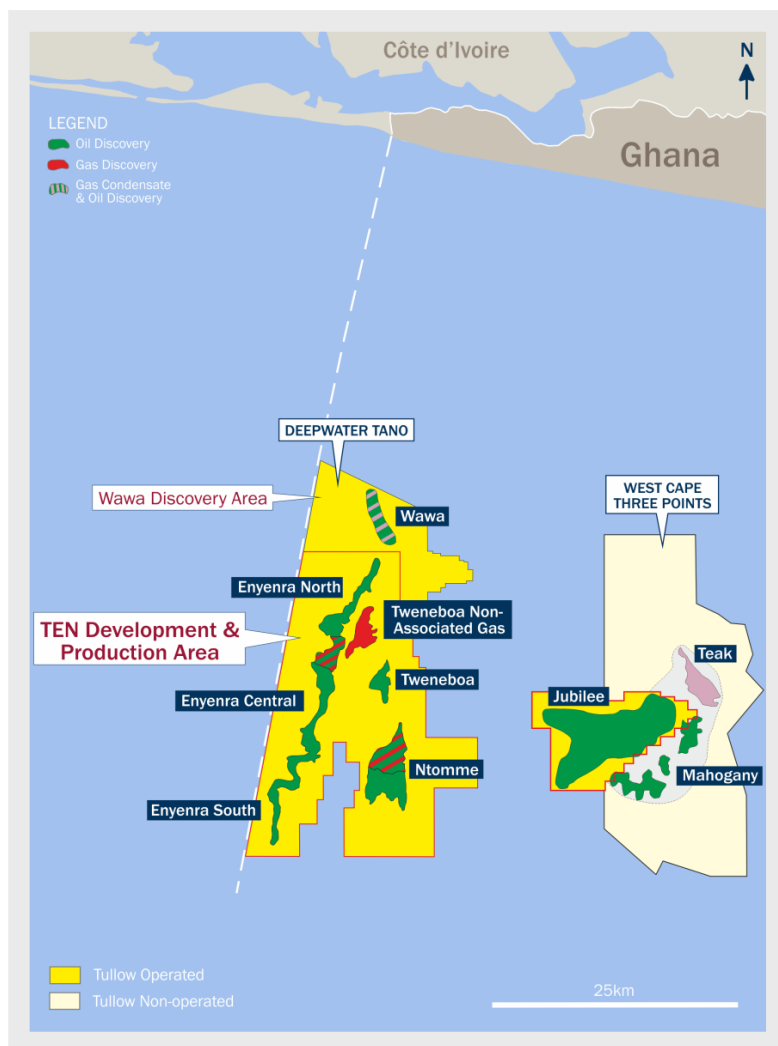 Côte d'Ivoire
N
LEGEND
Oil Discovery
Gas Discovery
Gas Condensate
& Oil Discovery
Ghana
DEEPWATER TANO
Wawa Discovery Area
WEST CAPE
THREE POINTS
Wawa
Enyenra North
Tweneboa Non-
Associated Gas
TEN Development &
Production Area
Teak
Tweneboa
Enyenra Central
Jubilee
Ntomme
Mahogany
Enyenra South
Tullow Operated
Tullow Non-operated
25km